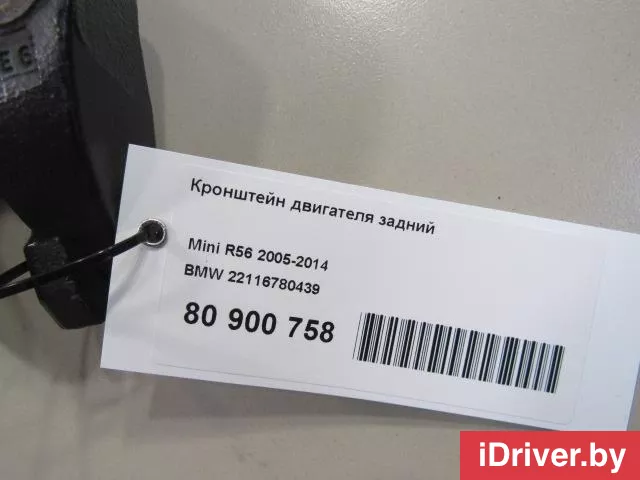 Кронштейн двигателя задний
Mini R56 2005-2014
BMW 22116780439
80 900 758
iDriver.by